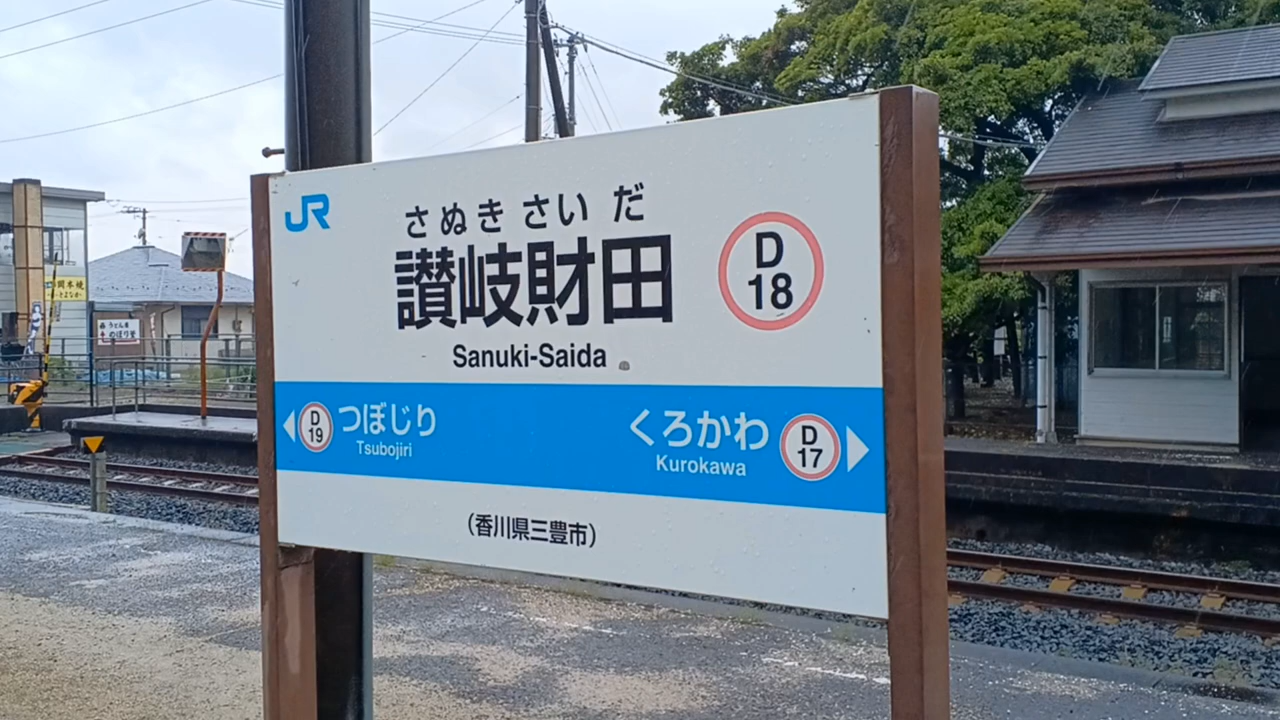 JR
さぬきさいだ
讃岐財田
D
18
Sanuki-Saida
D
19
つぼじり
Tsubojiri
くろかわ
Kurokawa
D
17
(香川県三豊市)